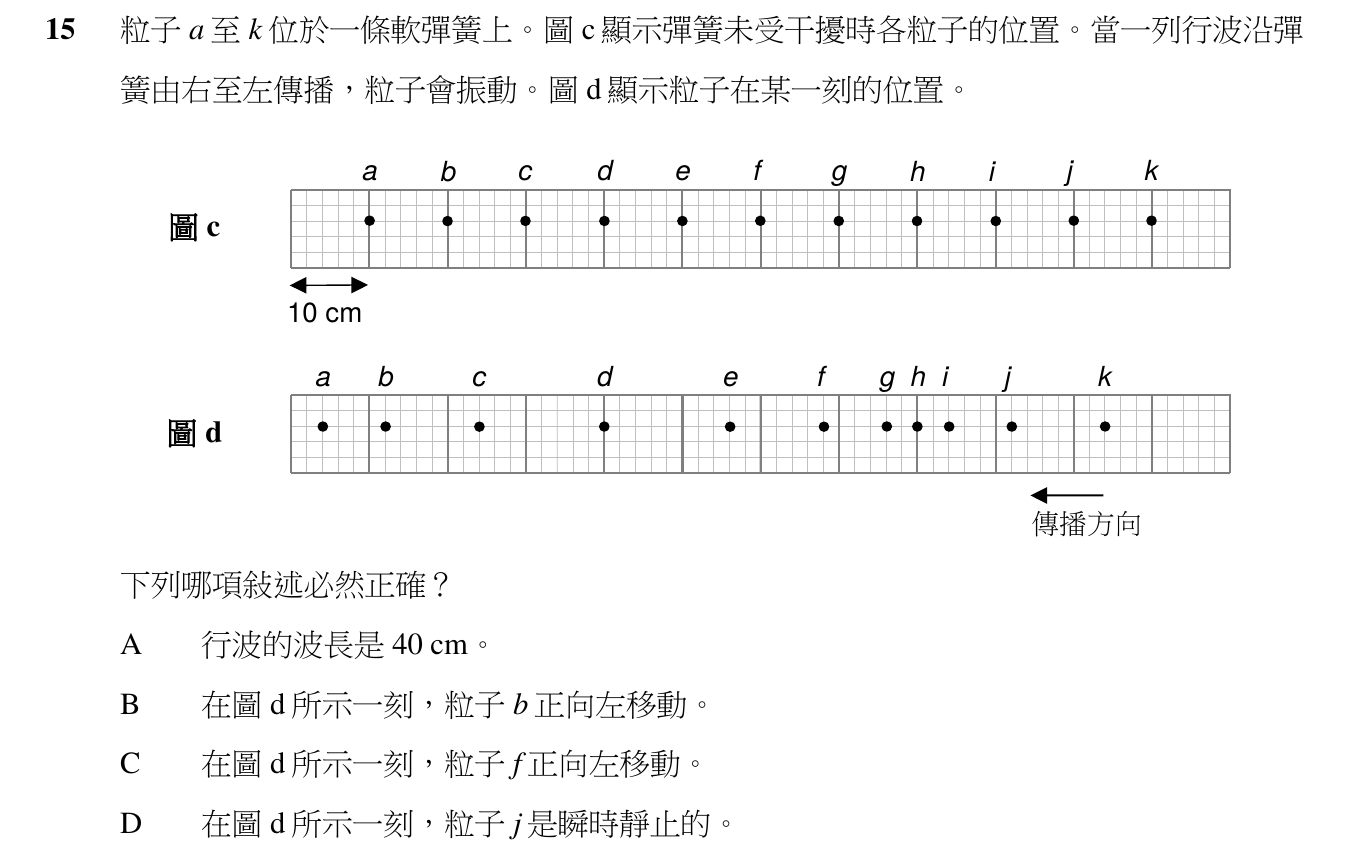 15 粒子 a 至 k 位於一條軟彈簧上。圖 c 顯示彈簧未受干擾時各粒子的位置。當一列行波沿彈
簧由右至左傳播，粒子會振動。圖 d 顯示粒子在某一刻的位置。
a b c d e f g h i j k
圖 c
10 cm
a b c d e f g h i j k
圖 d
傳播方向
下列哪項敍述必然正確？
A 行波的波長是 40 cm。
B 在圖 d 所示一刻，粒子 b 正向左移動。
C 在圖 d 所示一刻，粒子 f 正向左移動。
D 在圖 d 所示一刻，粒子 j 是瞬時靜止的。